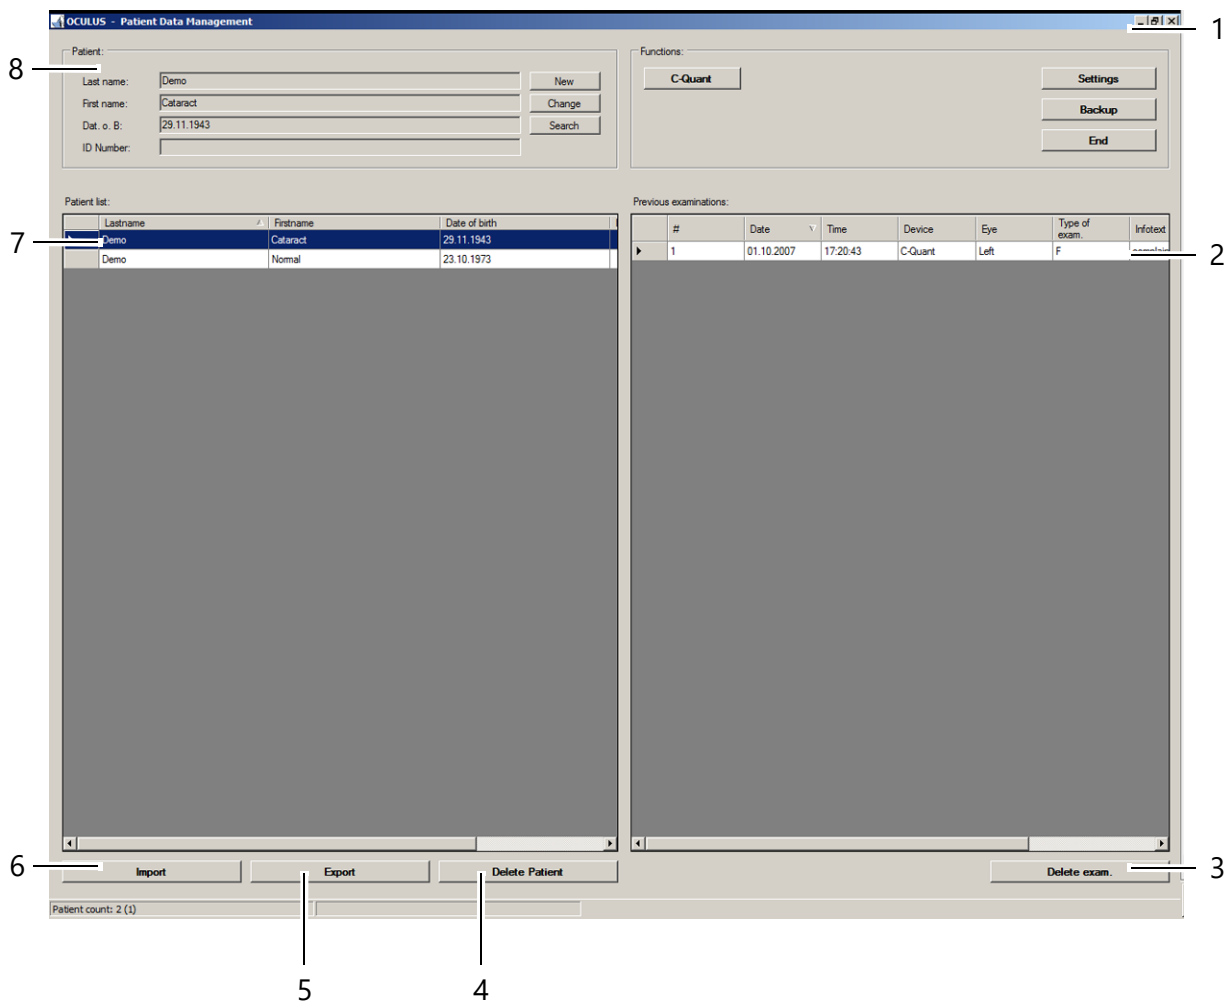 OCULUS - Patient Data Management
1
Patient:
8
Last name: Demo New
First name: Cataract Change
Dat. o. B: 29.11.1943 Search
ID Number:
Functions:
C-Quant Settings
Backup
End
Patient list:
Lastname Firstname Date of birth
7
Demo Cataract 29.11.1943
Demo Normal 23.10.1973
Previous examinations:
# Date Time Device Eye Type of exam. Infotext
1 01.10.2007 17:20:43 C-Quant Left F
2
6
Import Export Delete Patient
Delete exam.
3
Patient count: 2 (1)
5
4